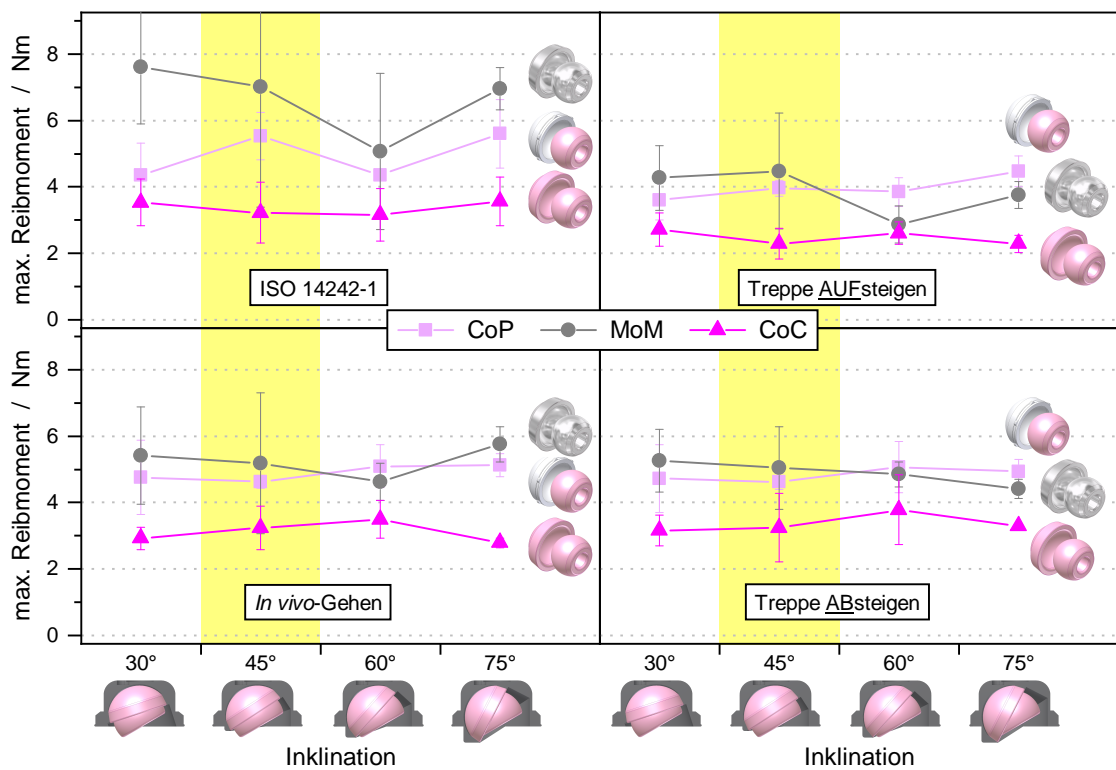 max. Reibmoment / Nm
8
6
4
2
0
ISO 14242-1
Treppe AUFsteigen
CoP MoM CoC
max. Reibmoment / Nm
8
6
4
2
0
In vivo-Gehen
Treppe ABsteigen
30° 45° 60° 75° 30° 45° 60° 75°
Inklination Inklination